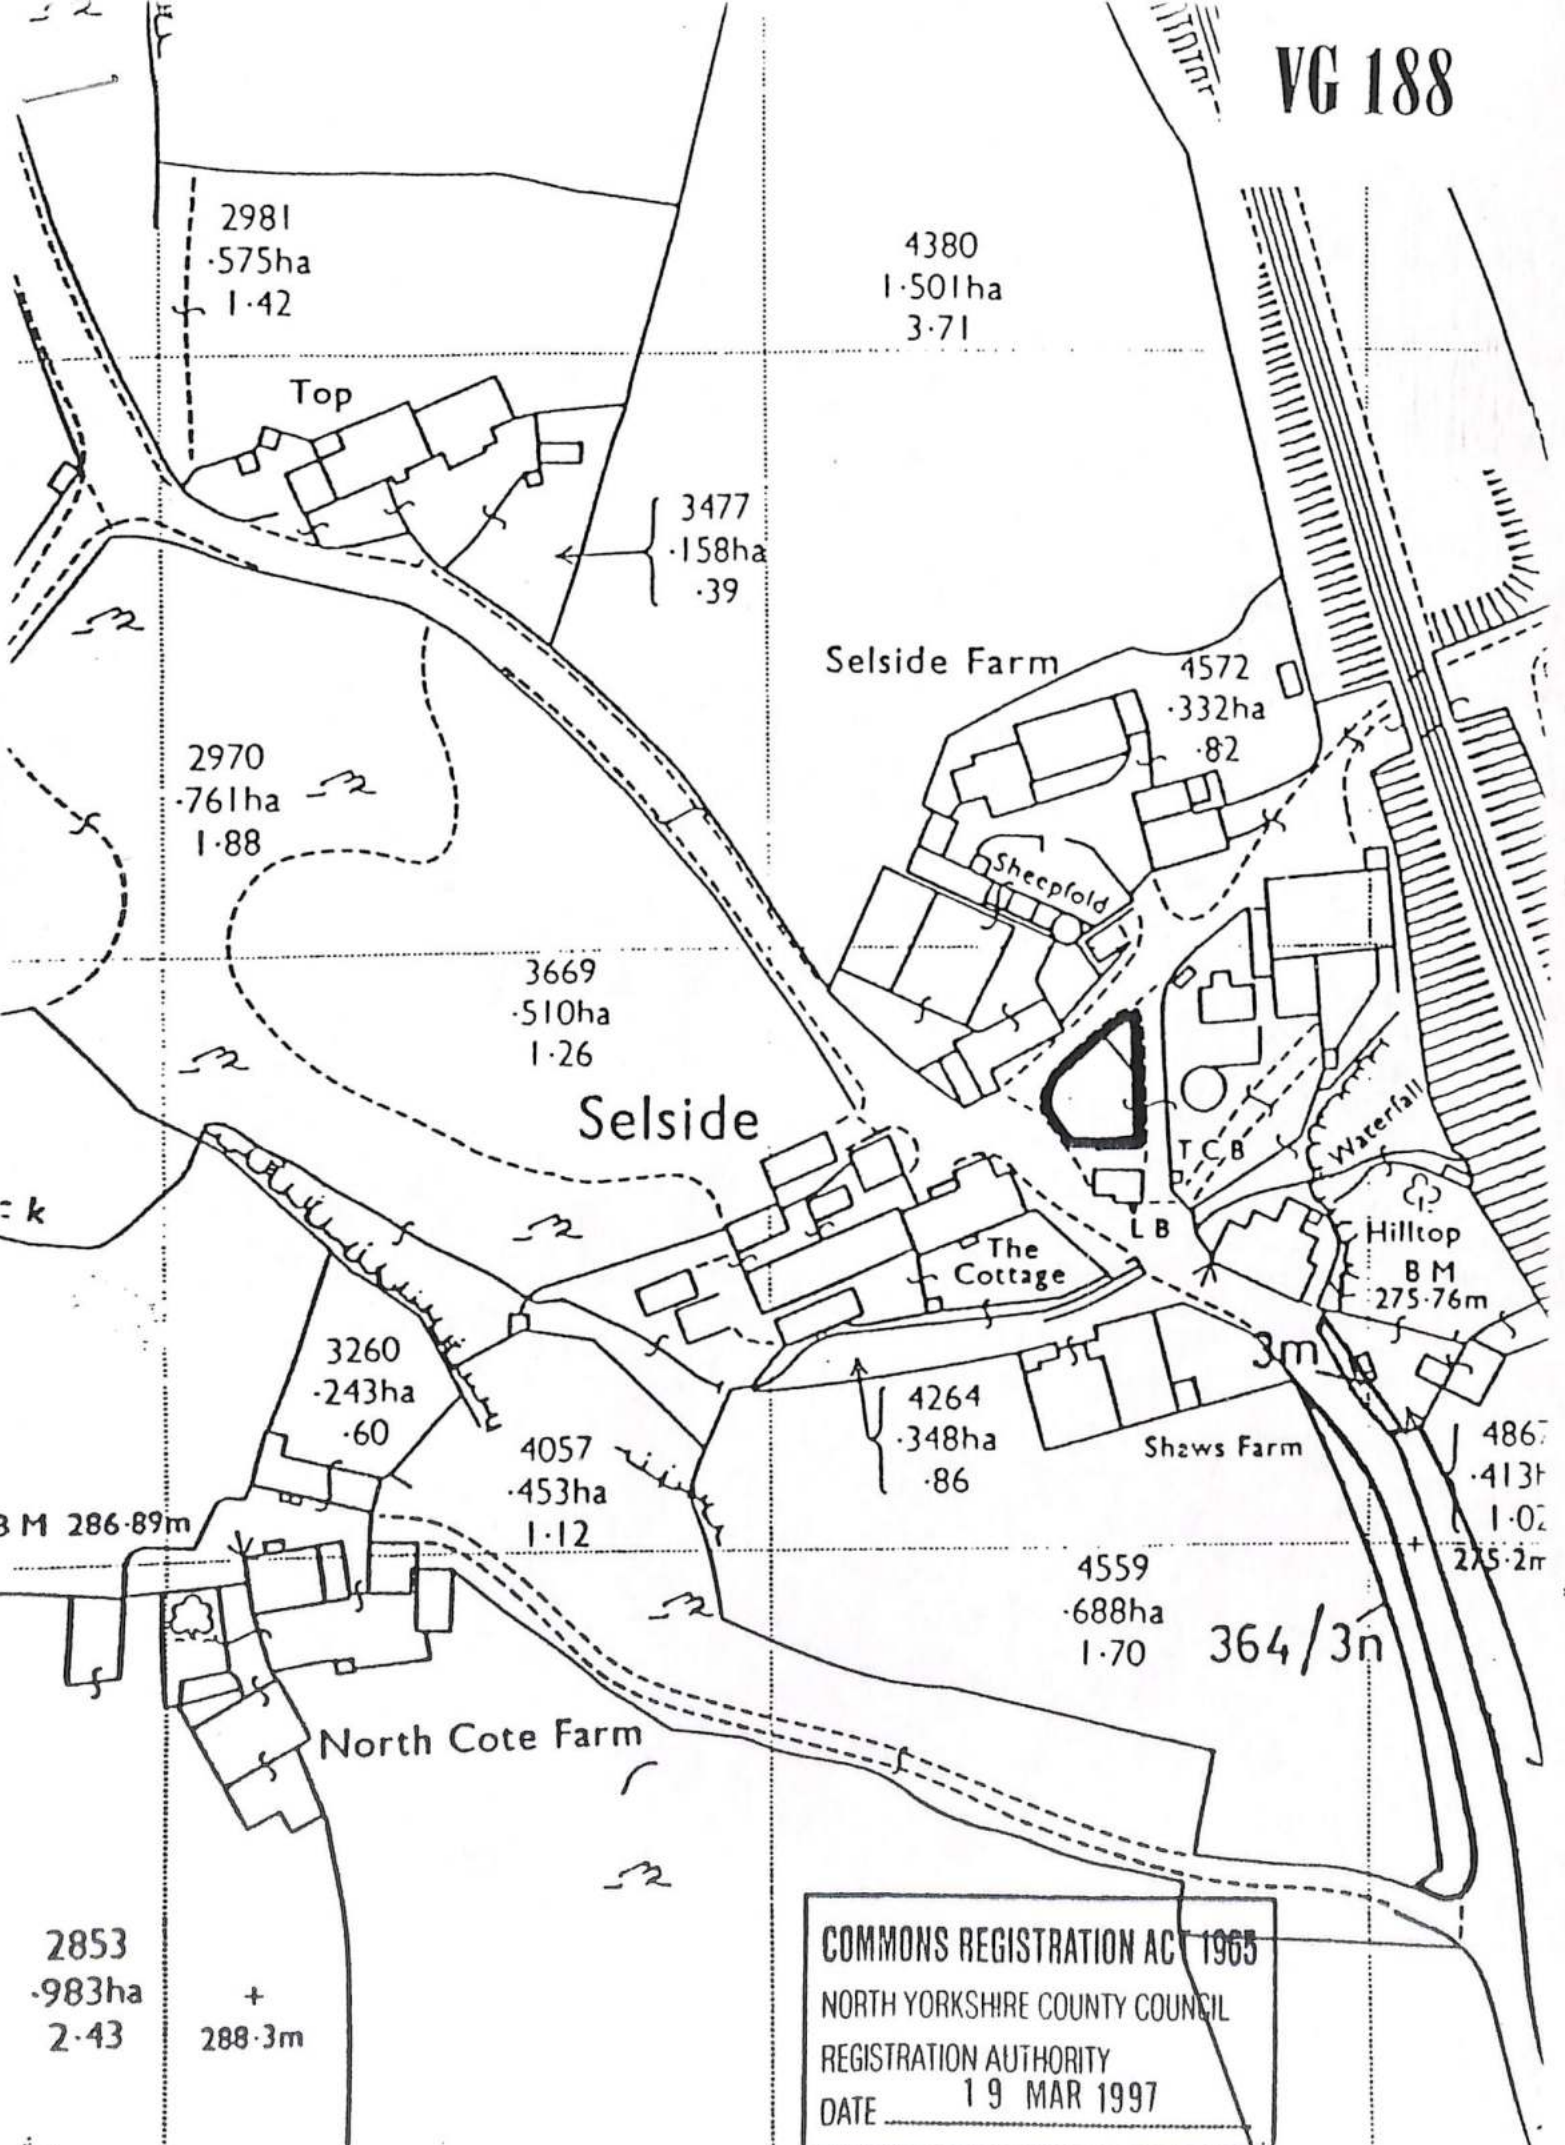 VG 188
2981
·575ha
1·42
4380
1·501ha
3·71
Top
3477
·158ha
·39
Selside Farm
4572
·332ha
·82
2970
·761ha
1·88
Sheepfold
3669
·510ha
1·26
Selside
T C B
Waterfall
L B
Hilltop
B M
275·76m
The
Cottage
3m
3260
·243ha
·60
4264
·348ha
·86
Shaws Farm
4057
·453ha
1·12
·413h
B M 286·89m
4559
·688ha
1·70
275·2m
364/3n
North Cote Farm
2853
·983ha
2·43
288·3m
COMMONS REGISTRATION ACT 1965
NORTH YORKSHIRE COUNTY COUNCIL
REGISTRATION AUTHORITY
DATE 19 MAR 1997